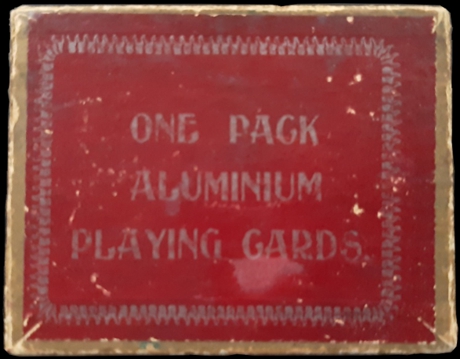 ONE PACK
ALUMINIUM
PLAYING CARDS.